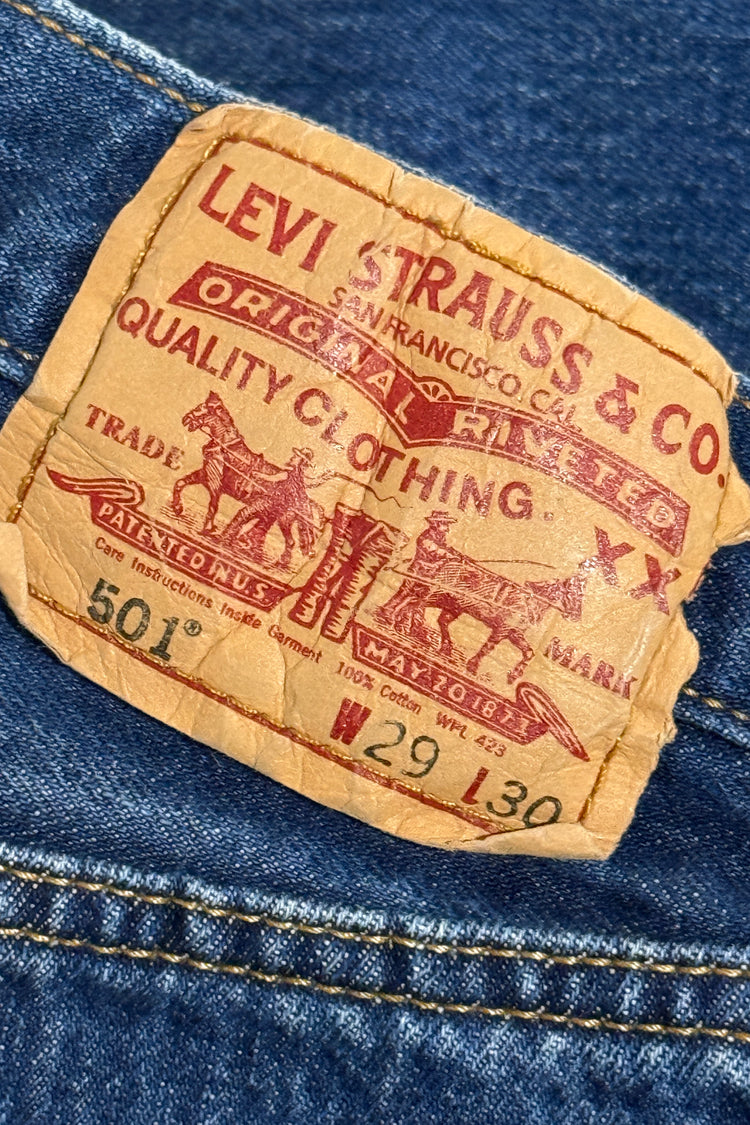 LEVI STRAUSS & CO.
SAN FRANCISCO, CAL.
ORIGINAL RIVETED
QUALITY CLOTHING.
XX
TRADE MARK
PATENTED IN U.S.
MAY 20 1873
Care Instructions Inside Garment 100% Cotton WPL 423
501®
W 29 L 30